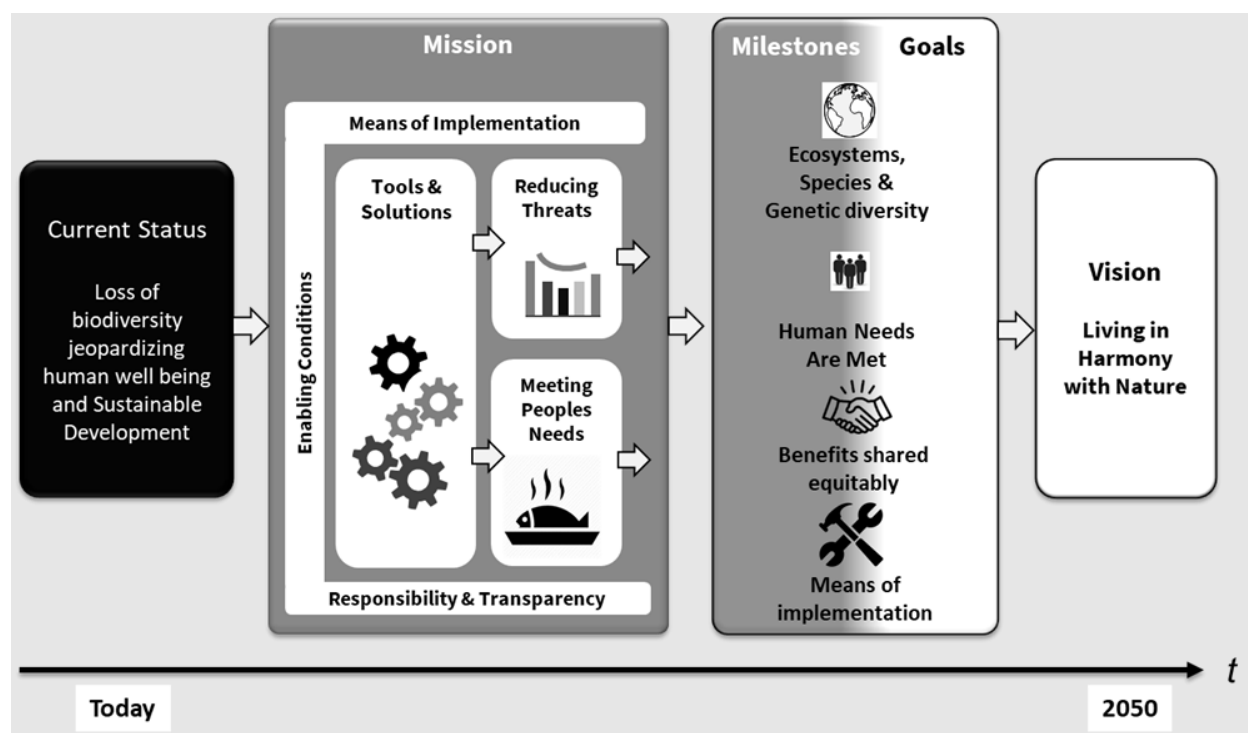 Mission
Means of Implementation
Enabling Conditions
Tools &
Solutions
Reducing
Threats
Meeting
Peoples
Needs
Responsibility & Transparency
Current Status
Loss of
biodiversity
jeopardizing
human well being
and Sustainable
Development
Milestones Goals
Ecosystems,
Species &
Genetic diversity
Human Needs
Are Met
Benefits shared
equitably
Means of
implementation
Vision
Living in
Harmony
with Nature
t
Today
2050